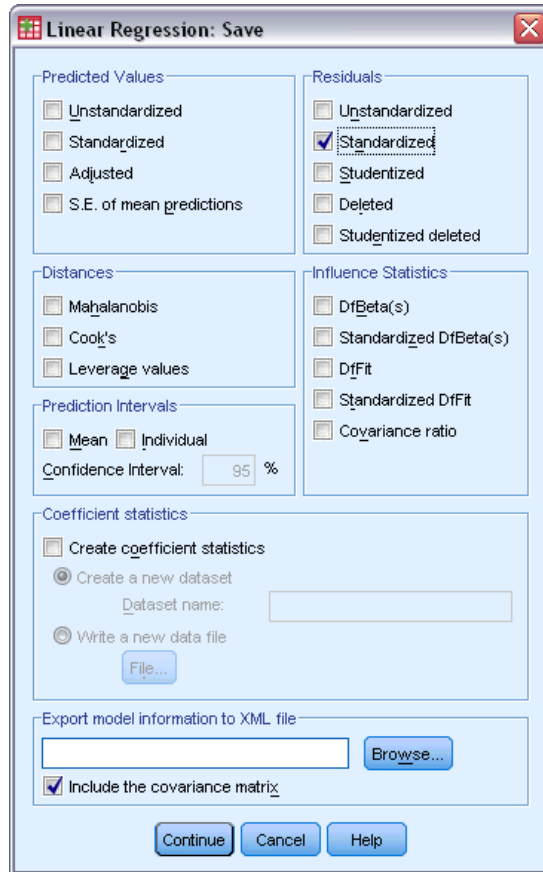 Linear Regression: Save
Predicted Values
Unstandardized
Standardized
Adjusted
S.E. of mean predictions
Residuals
Unstandardized
Standardized
Studentized
Deleted
Studentized deleted
Distances
Mahalanobis
Cook's
Leverage values
Influence Statistics
DfBeta(s)
Standardized DfBeta(s)
DfFit
Standardized DfFit
Covariance ratio
Prediction Intervals
Mean Individual
Confidence Interval: 95 %
Coefficient statistics
Create coefficient statistics
Create a new dataset
Dataset name:
Write a new data file
File...
Export model information to XML file
Browse...
Include the covariance matrix
Continue Cancel Help